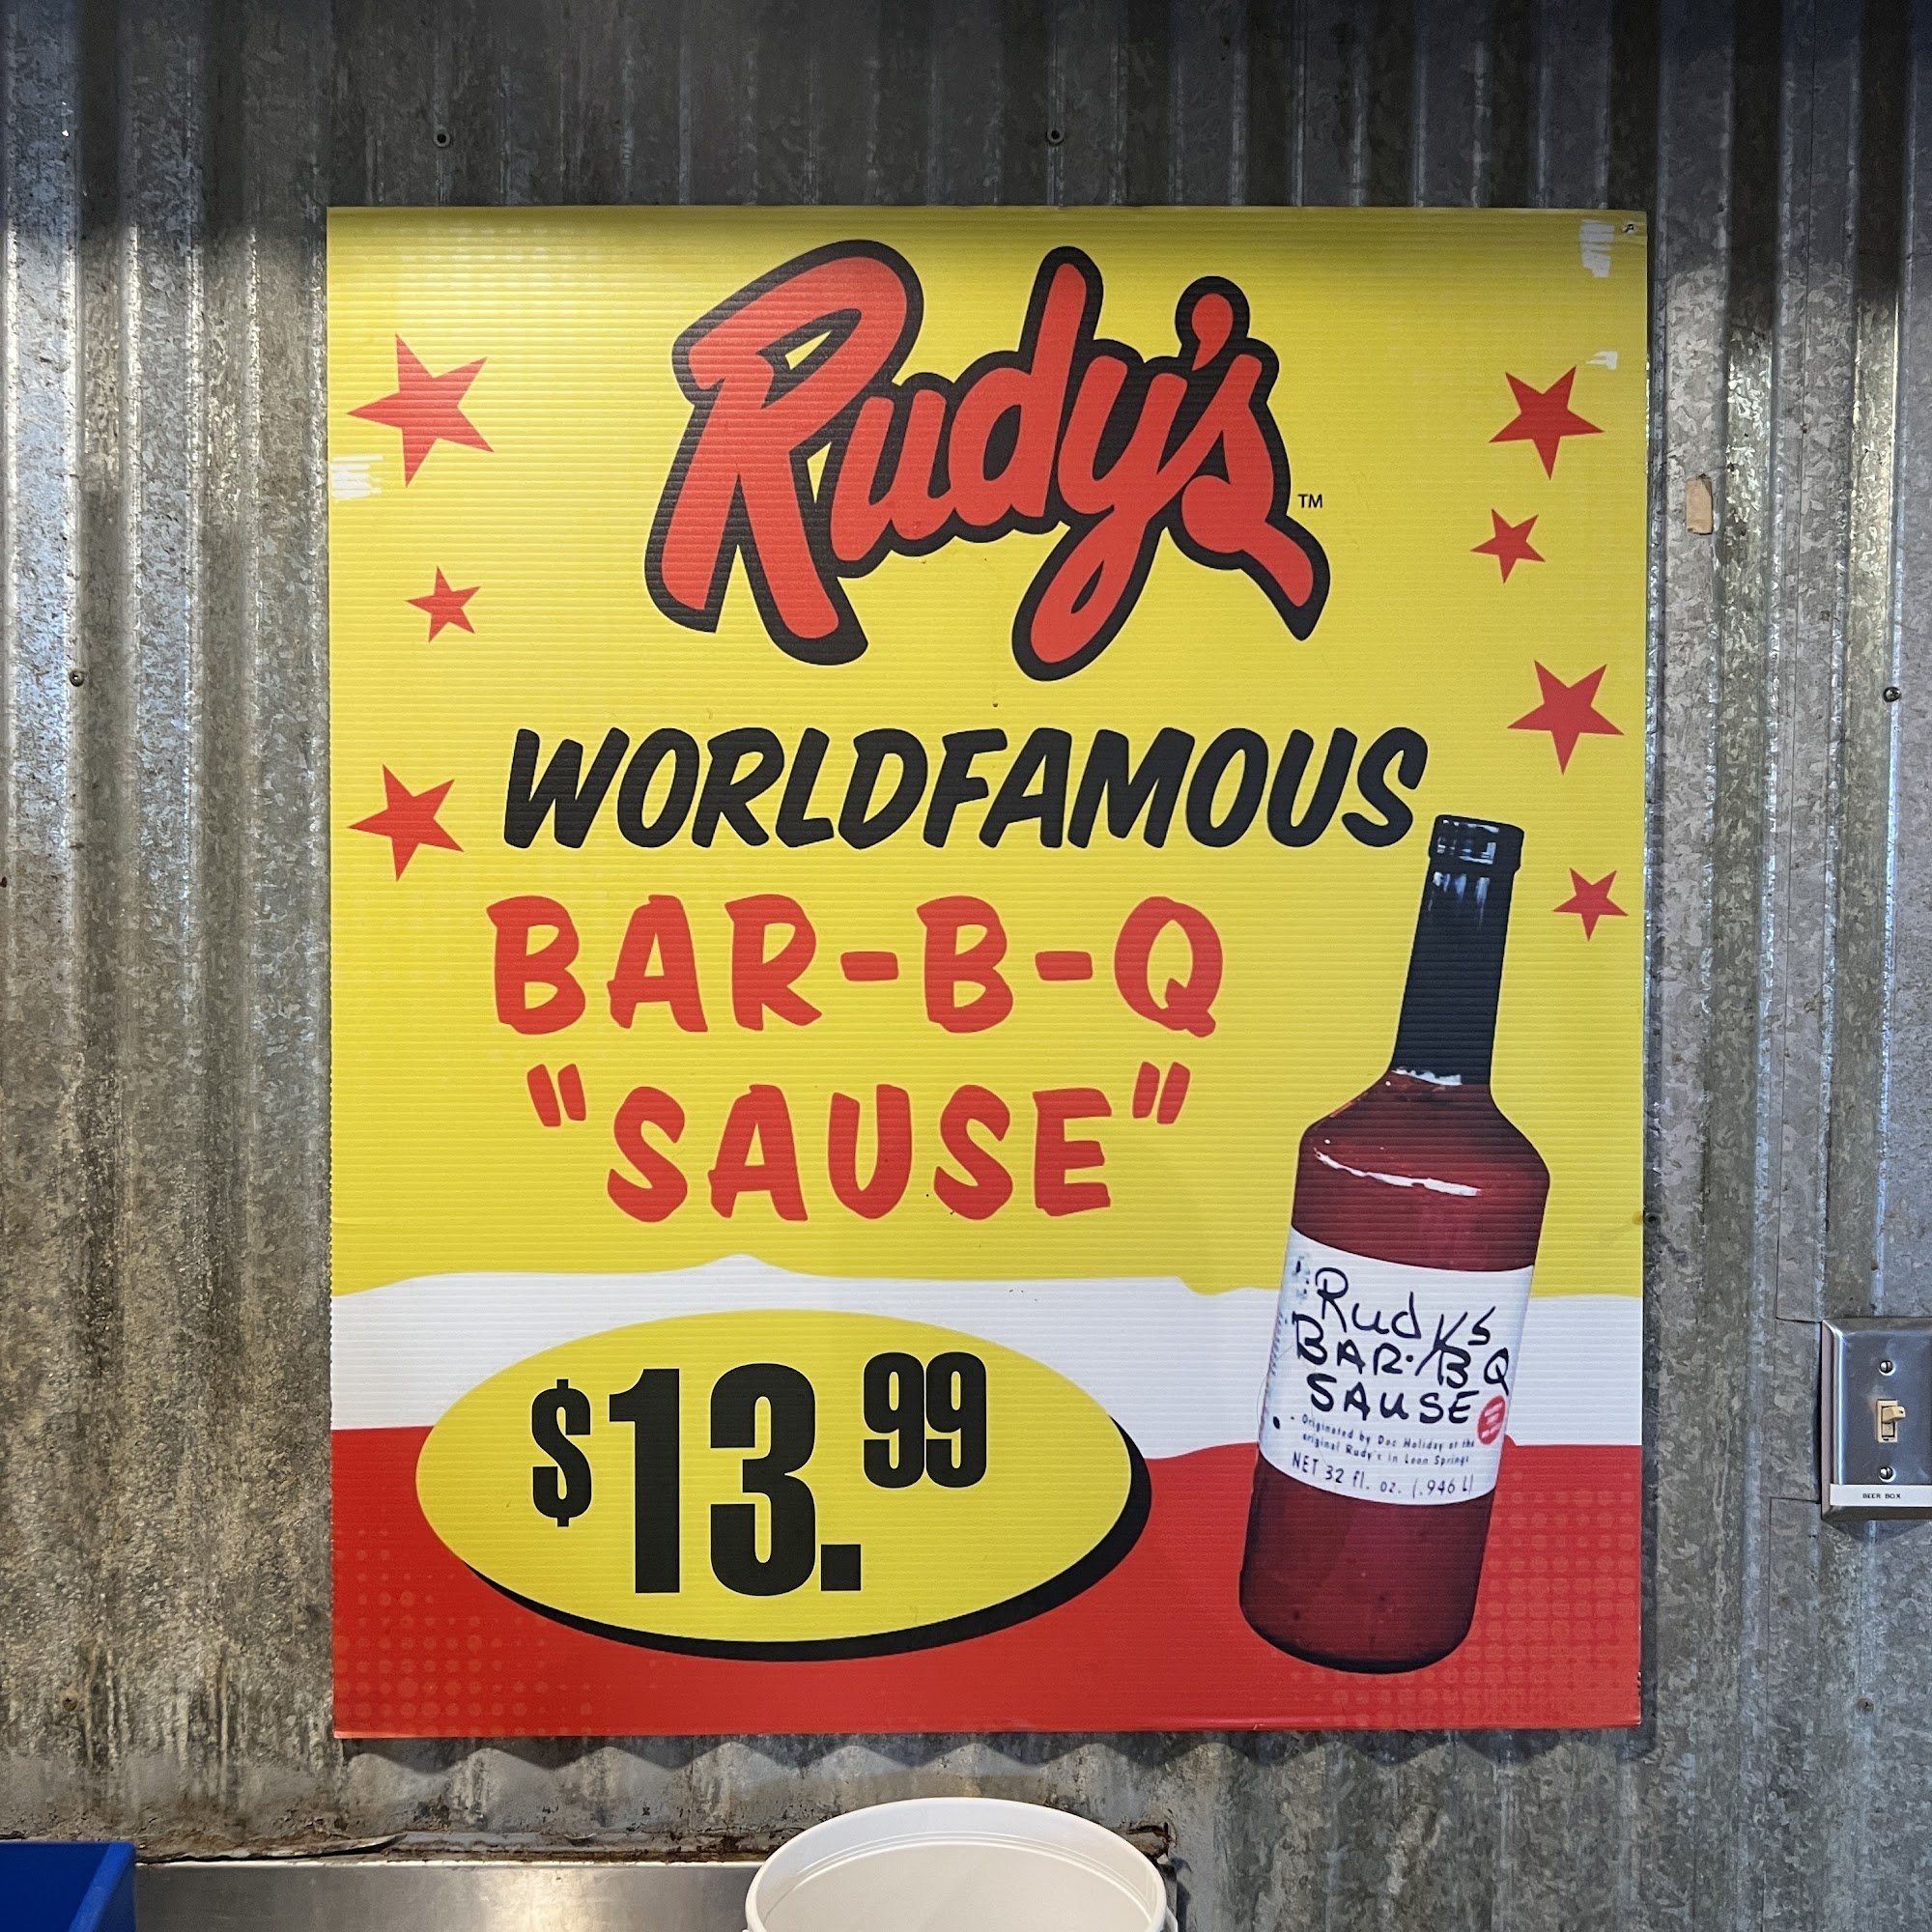 Rudy's™
WORLDFAMOUS
BAR-B-Q
"SAUSE"
$13.99
Rudy's
BAR-B-Q
SAUSE
Originated by Doc Holiday at the
original Rudy's in Leon Springs
NET 32 fl. oz. (.946 L)
BEER BOX